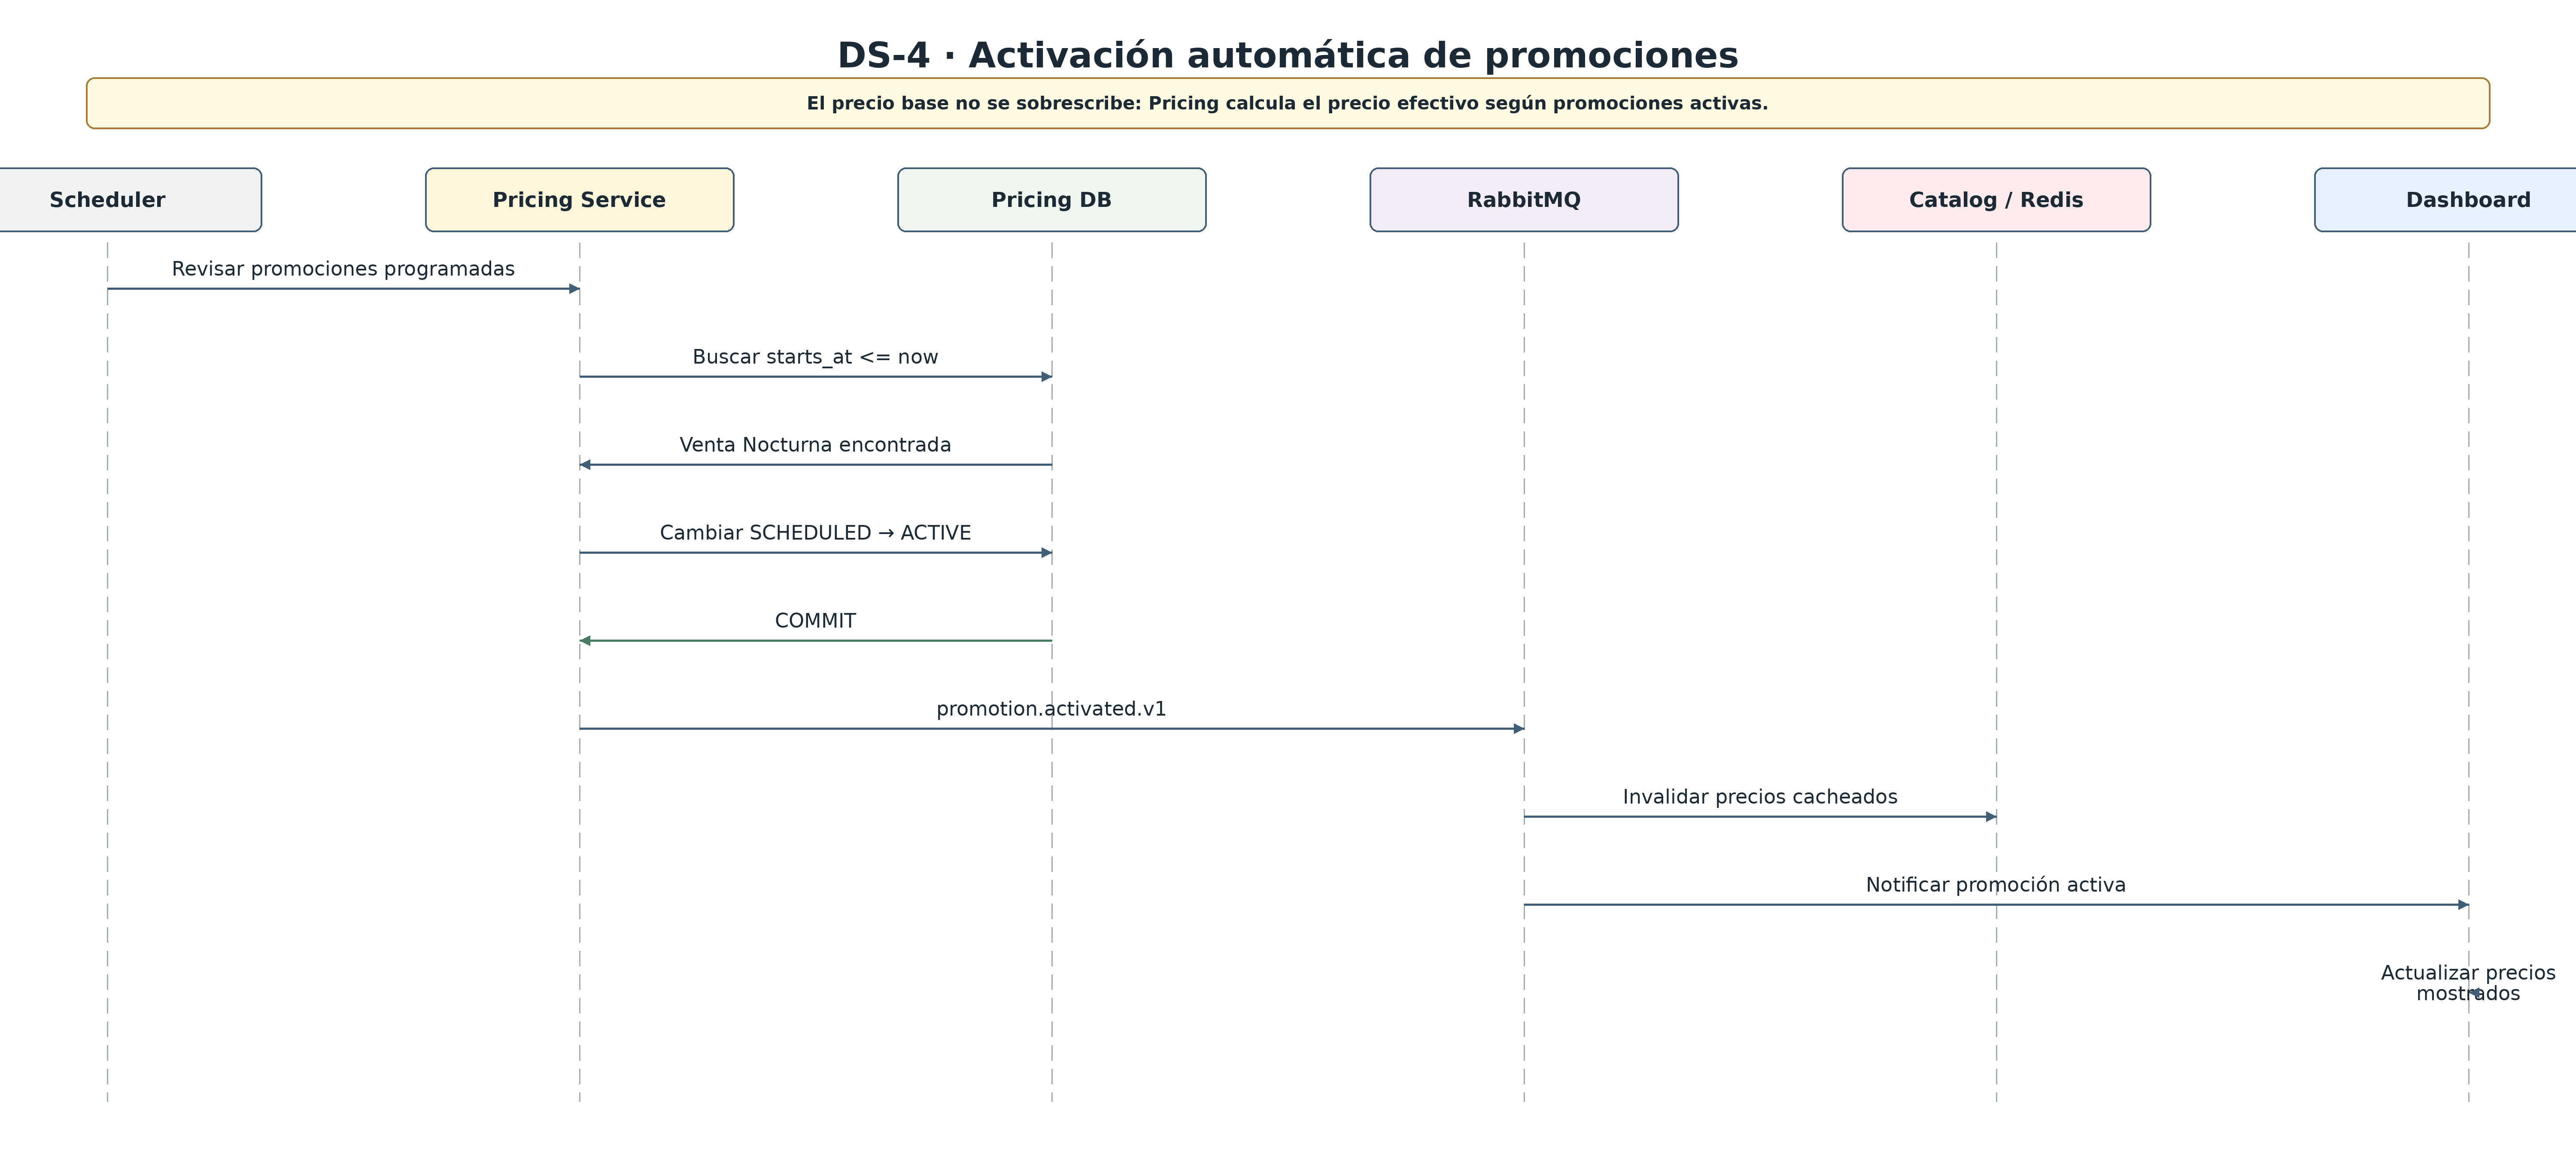 DS-4 · Activación automática de promociones
El precio base no se sobrescribe: Pricing calcula el precio efectivo según promociones activas.
Scheduler
Pricing Service
Pricing DB
RabbitMQ
Catalog / Redis
Dashboard
Revisar promociones programadas
Buscar starts_at <= now
Venta Nocturna encontrada
Cambiar SCHEDULED → ACTIVE
COMMIT
promotion.activated.v1
Invalidar precios cacheados
Notificar promoción activa
Actualizar precios
mostrados